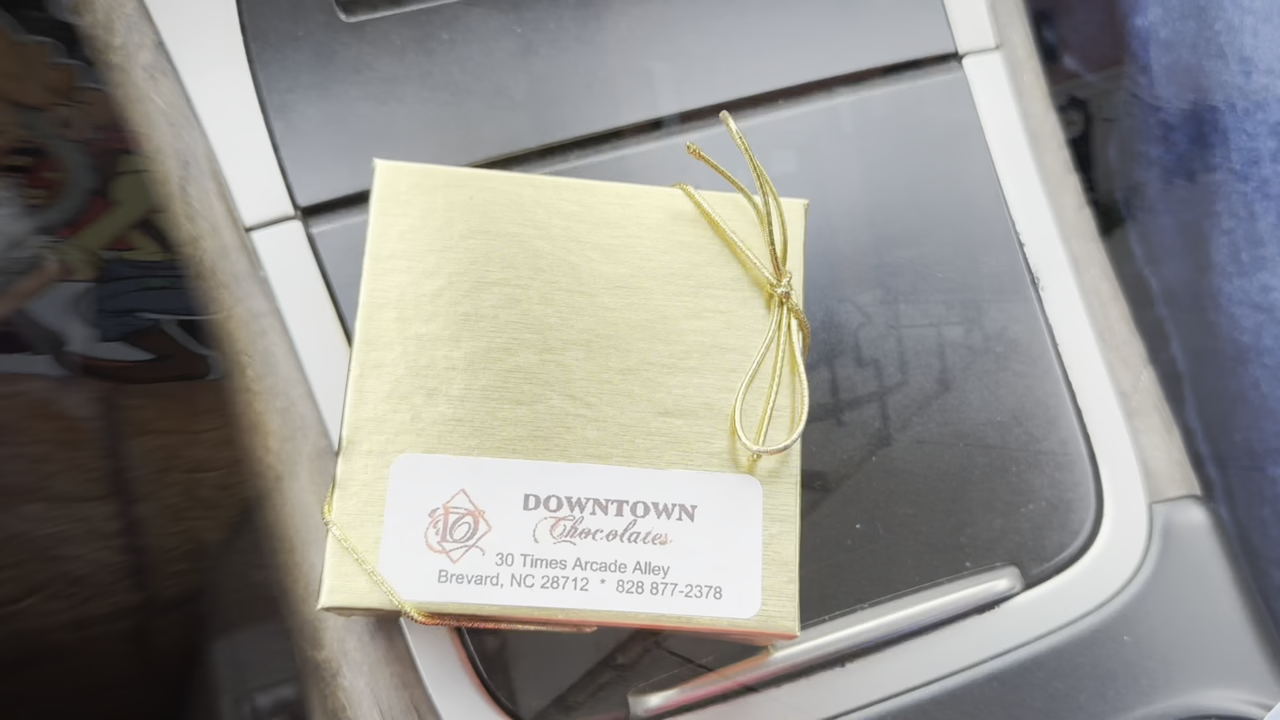 DOWNTOWN
Chocolates
30 Times Arcade Alley
Brevard, NC 28712 * 828 877-2378